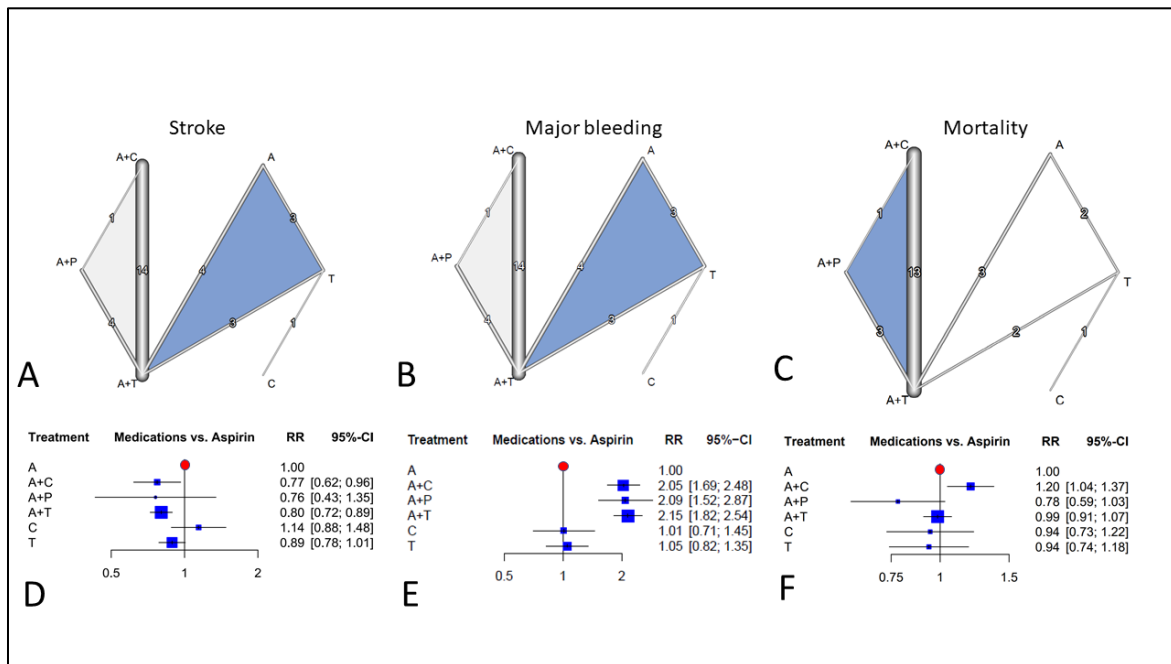 Stroke
A+C
A
1
3
14
A+P
4
T
4
3
1
A+T
C
A
Major bleeding
A+C
A
1
3
14
A+P
4
T
4
3
1
A+T
C
B
Mortality
A+C
A
1
2
13
A+P
3
T
3
2
1
A+T
C
C
Treatment Medications vs. Aspirin RR 95%-CI
A 1.00
A+C 0.77 [0.62; 0.96]
A+P 0.76 [0.43; 1.35]
A+T 0.80 [0.72; 0.89]
C 1.14 [0.88; 1.48]
T 0.89 [0.78; 1.01]
0.5 1 2
D
Treatment Medications vs. Aspirin RR 95%-CI
A 1.00
A+C 2.05 [1.69; 2.48]
A+P 2.09 [1.52; 2.87]
A+T 2.15 [1.82; 2.54]
C 1.01 [0.71; 1.45]
T 1.05 [0.82; 1.35]
0.5 1 2
E
Treatment Medications vs. Aspirin RR 95%-CI
A 1.00
A+C 1.20 [1.04; 1.37]
A+P 0.78 [0.59; 1.03]
A+T 0.99 [0.91; 1.07]
C 0.94 [0.73; 1.22]
T 0.94 [0.74; 1.18]
0.75 1 1.5
F